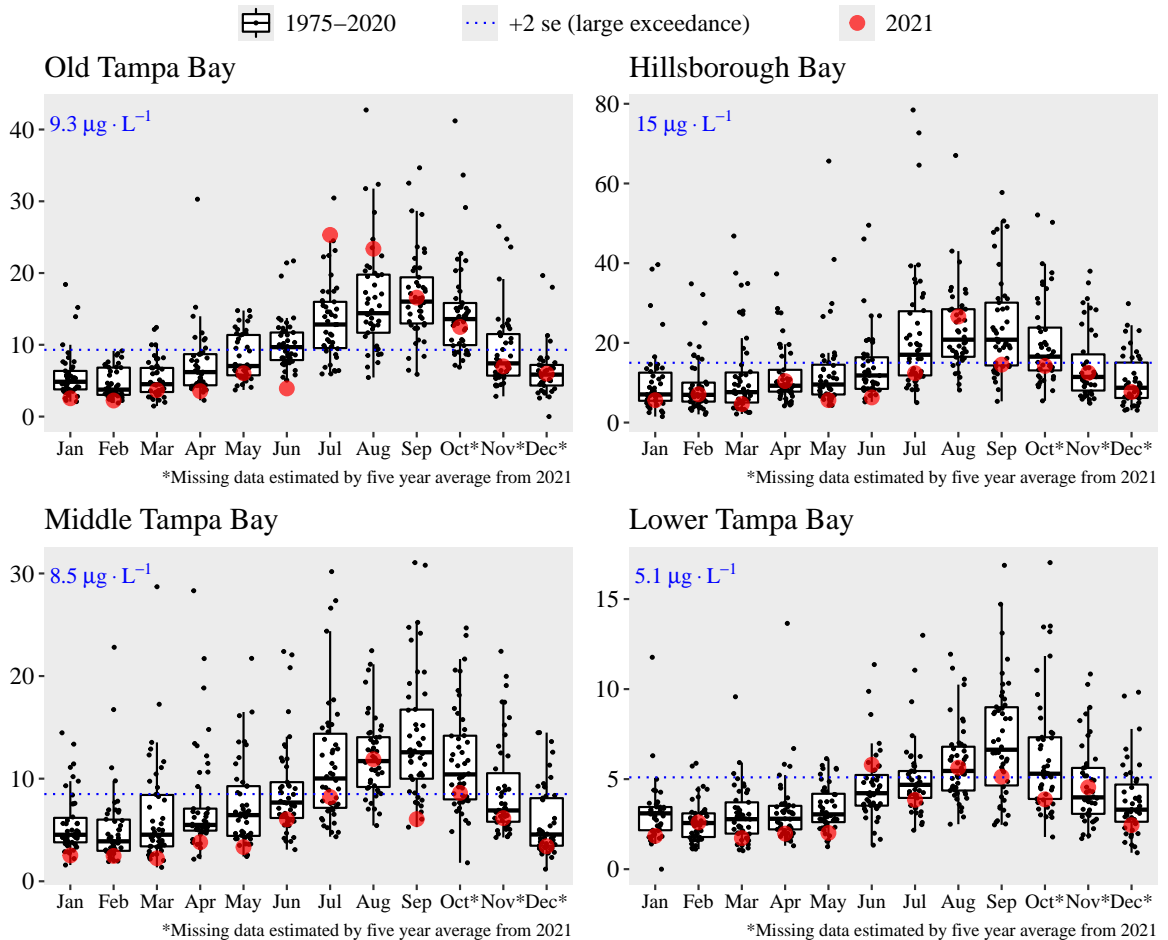 1975–2020 +2 se (large exceedance) 2021
Old Tampa Bay
9.3 μg · L⁻¹
40
30
20
10
0
Jan Feb Mar Apr May Jun Jul Aug Sep Oct* Nov* Dec*
*Missing data estimated by five year average from 2021
Hillsborough Bay
15 μg · L⁻¹
80
60
40
20
0
Jan Feb Mar Apr May Jun Jul Aug Sep Oct* Nov* Dec*
*Missing data estimated by five year average from 2021
Middle Tampa Bay
8.5 μg · L⁻¹
30
20
10
0
Jan Feb Mar Apr May Jun Jul Aug Sep Oct* Nov* Dec*
*Missing data estimated by five year average from 2021
Lower Tampa Bay
5.1 μg · L⁻¹
15
10
5
0
Jan Feb Mar Apr May Jun Jul Aug Sep Oct* Nov* Dec*
*Missing data estimated by five year average from 2021